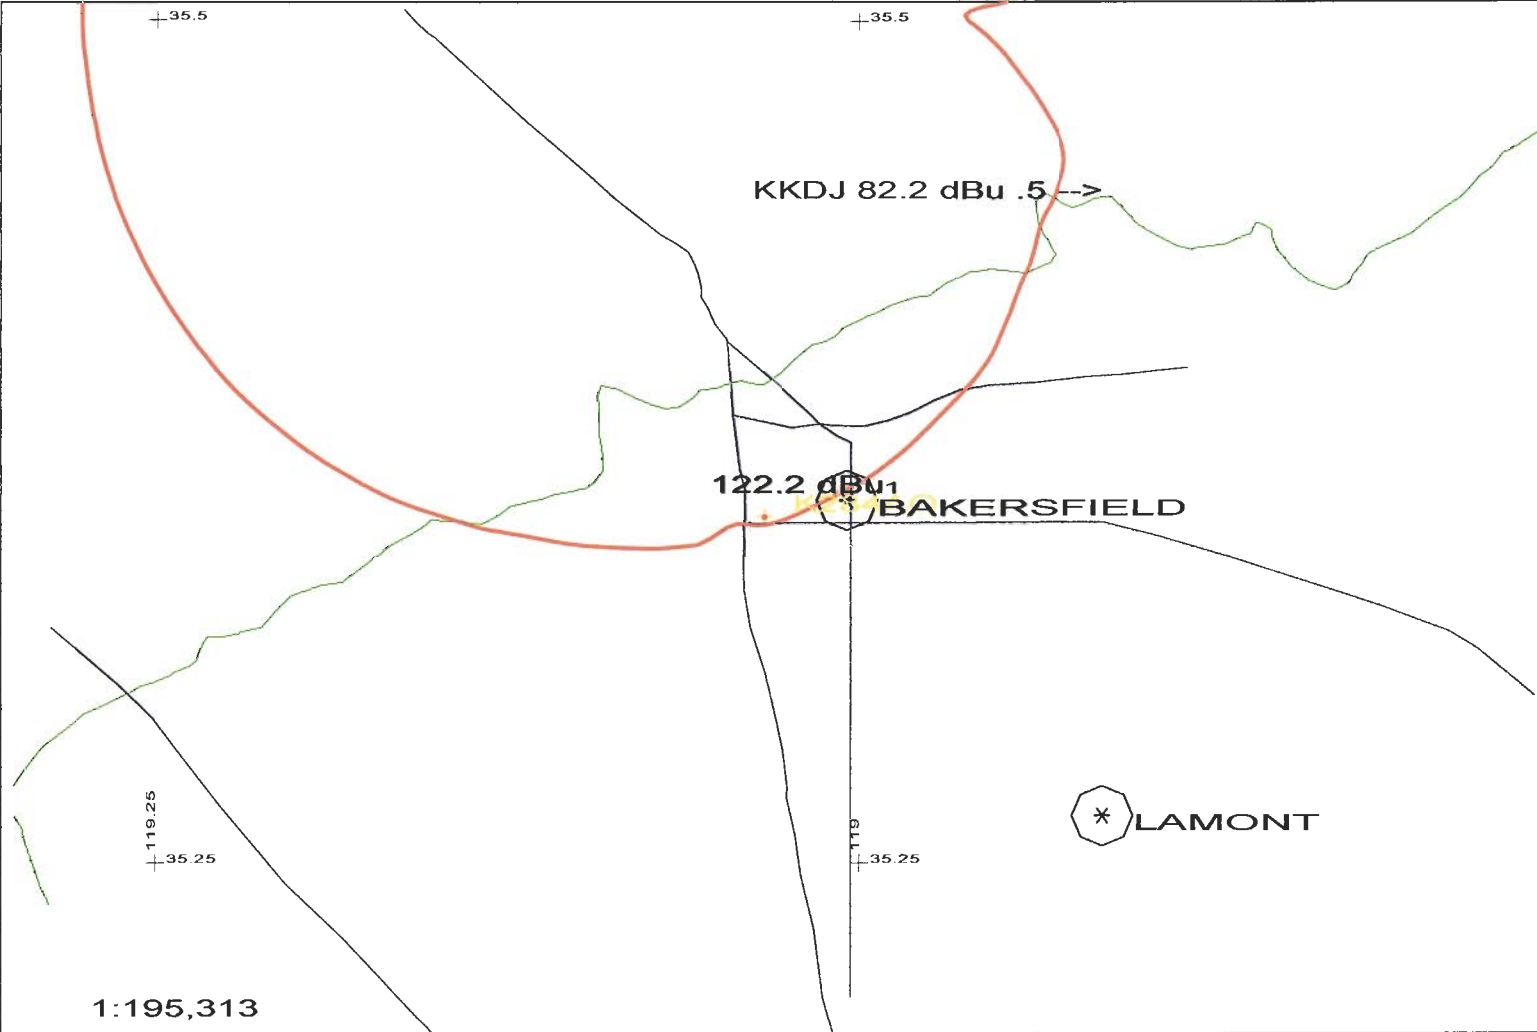 35.5
35.5
KKDJ 82.2 dBu .5 -->
122.2 dBu1
BAKERSFIELD
119.25
119
LAMONT
35.25
35.25
1:195,313